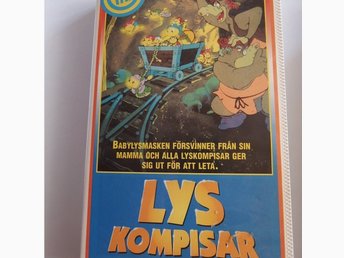 BABYLYSMASKEN FÖRSVINNER FRÅN SIN
MAMMA OCH ALLA LYSKOMPISAR GER
SIG UT FÖR ATT LETA.
LYS
KOMPISAR